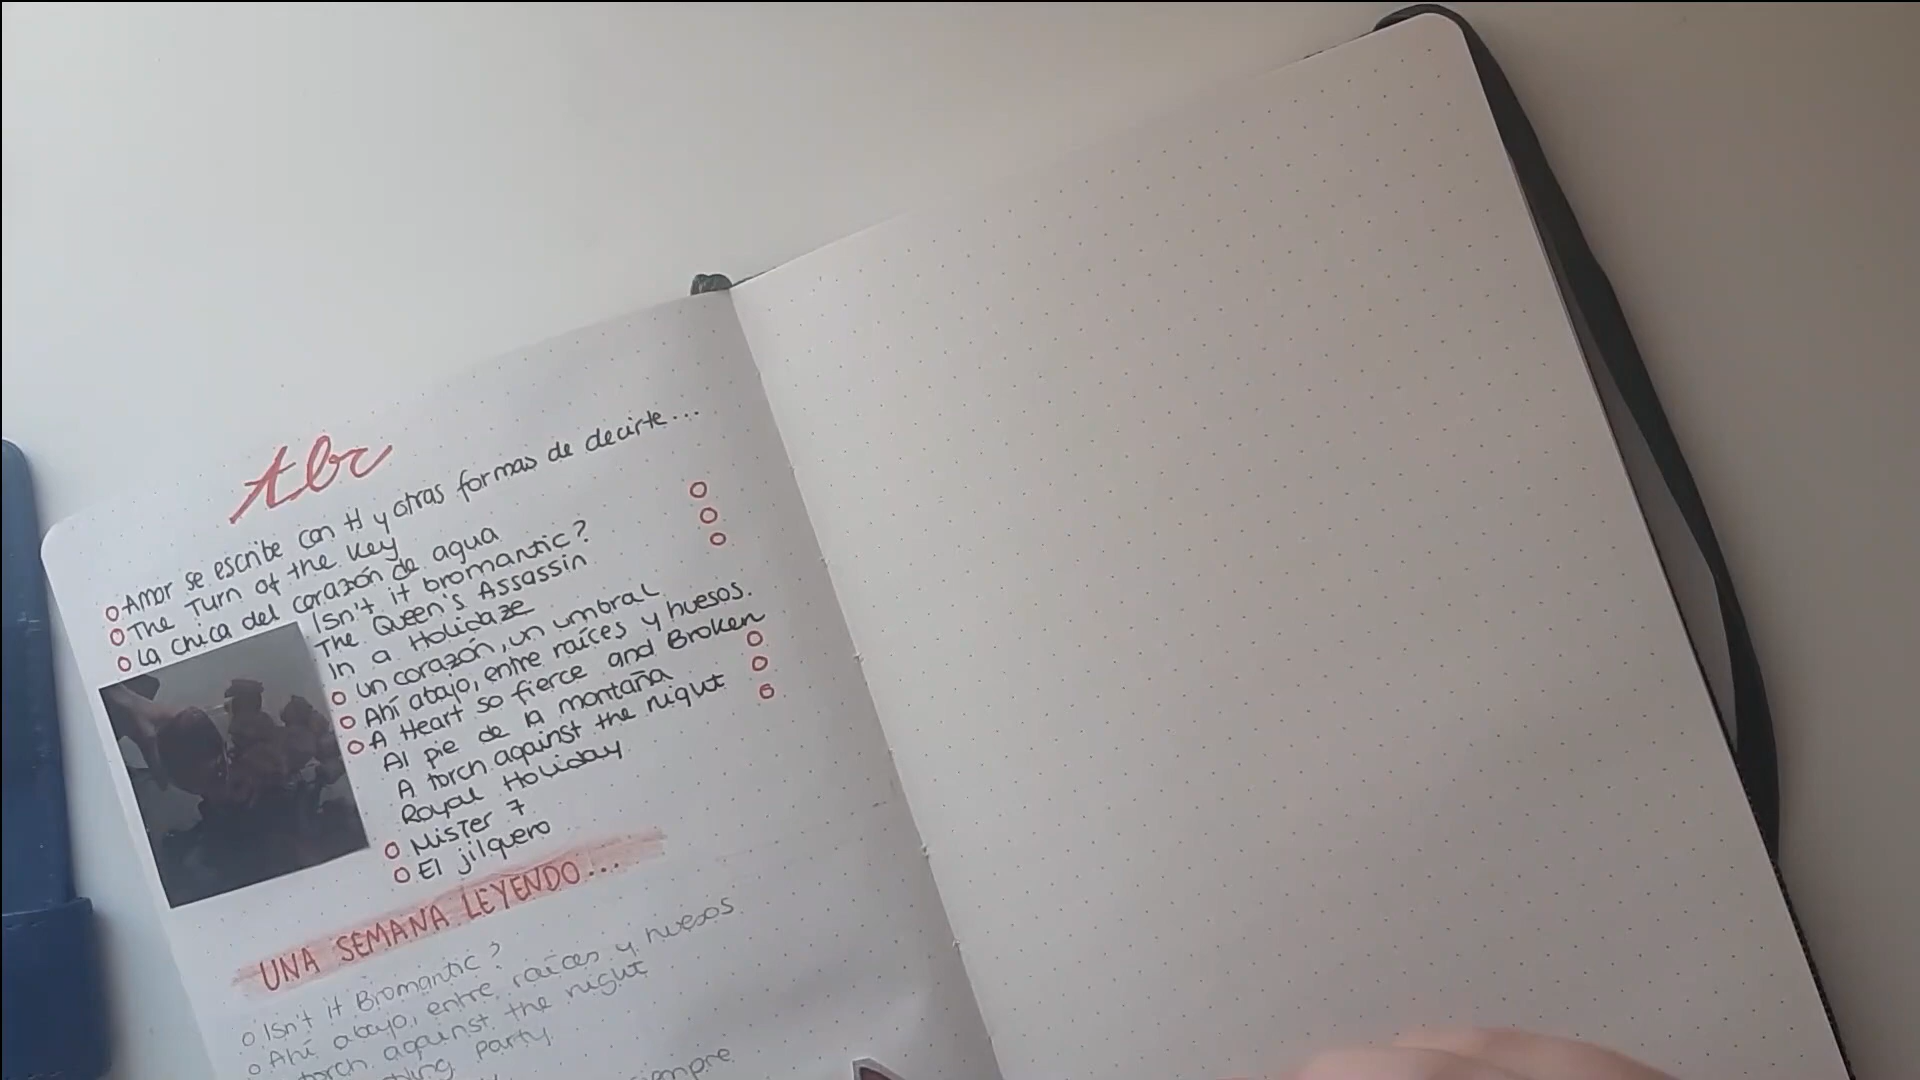 tbr
Amor se escribe con H y otras formas de decirte...
The Turn of the Key
La chica del corazón de agua
Isn't it bromantic?
The Queen's Assassin
In a Holidaze
Un corazón, un umbral
Ahí abajo, entre raíces y huesos.
A Heart so fierce and Broken
Al pie de la montaña
A torch against the night
Royal Holiday
Mister 7
El jilguero
UNA SEMANA LEYENDO...
Isn't it Bromantic?
Ahí abajo, entre raíces y huesos
torch against the night
party